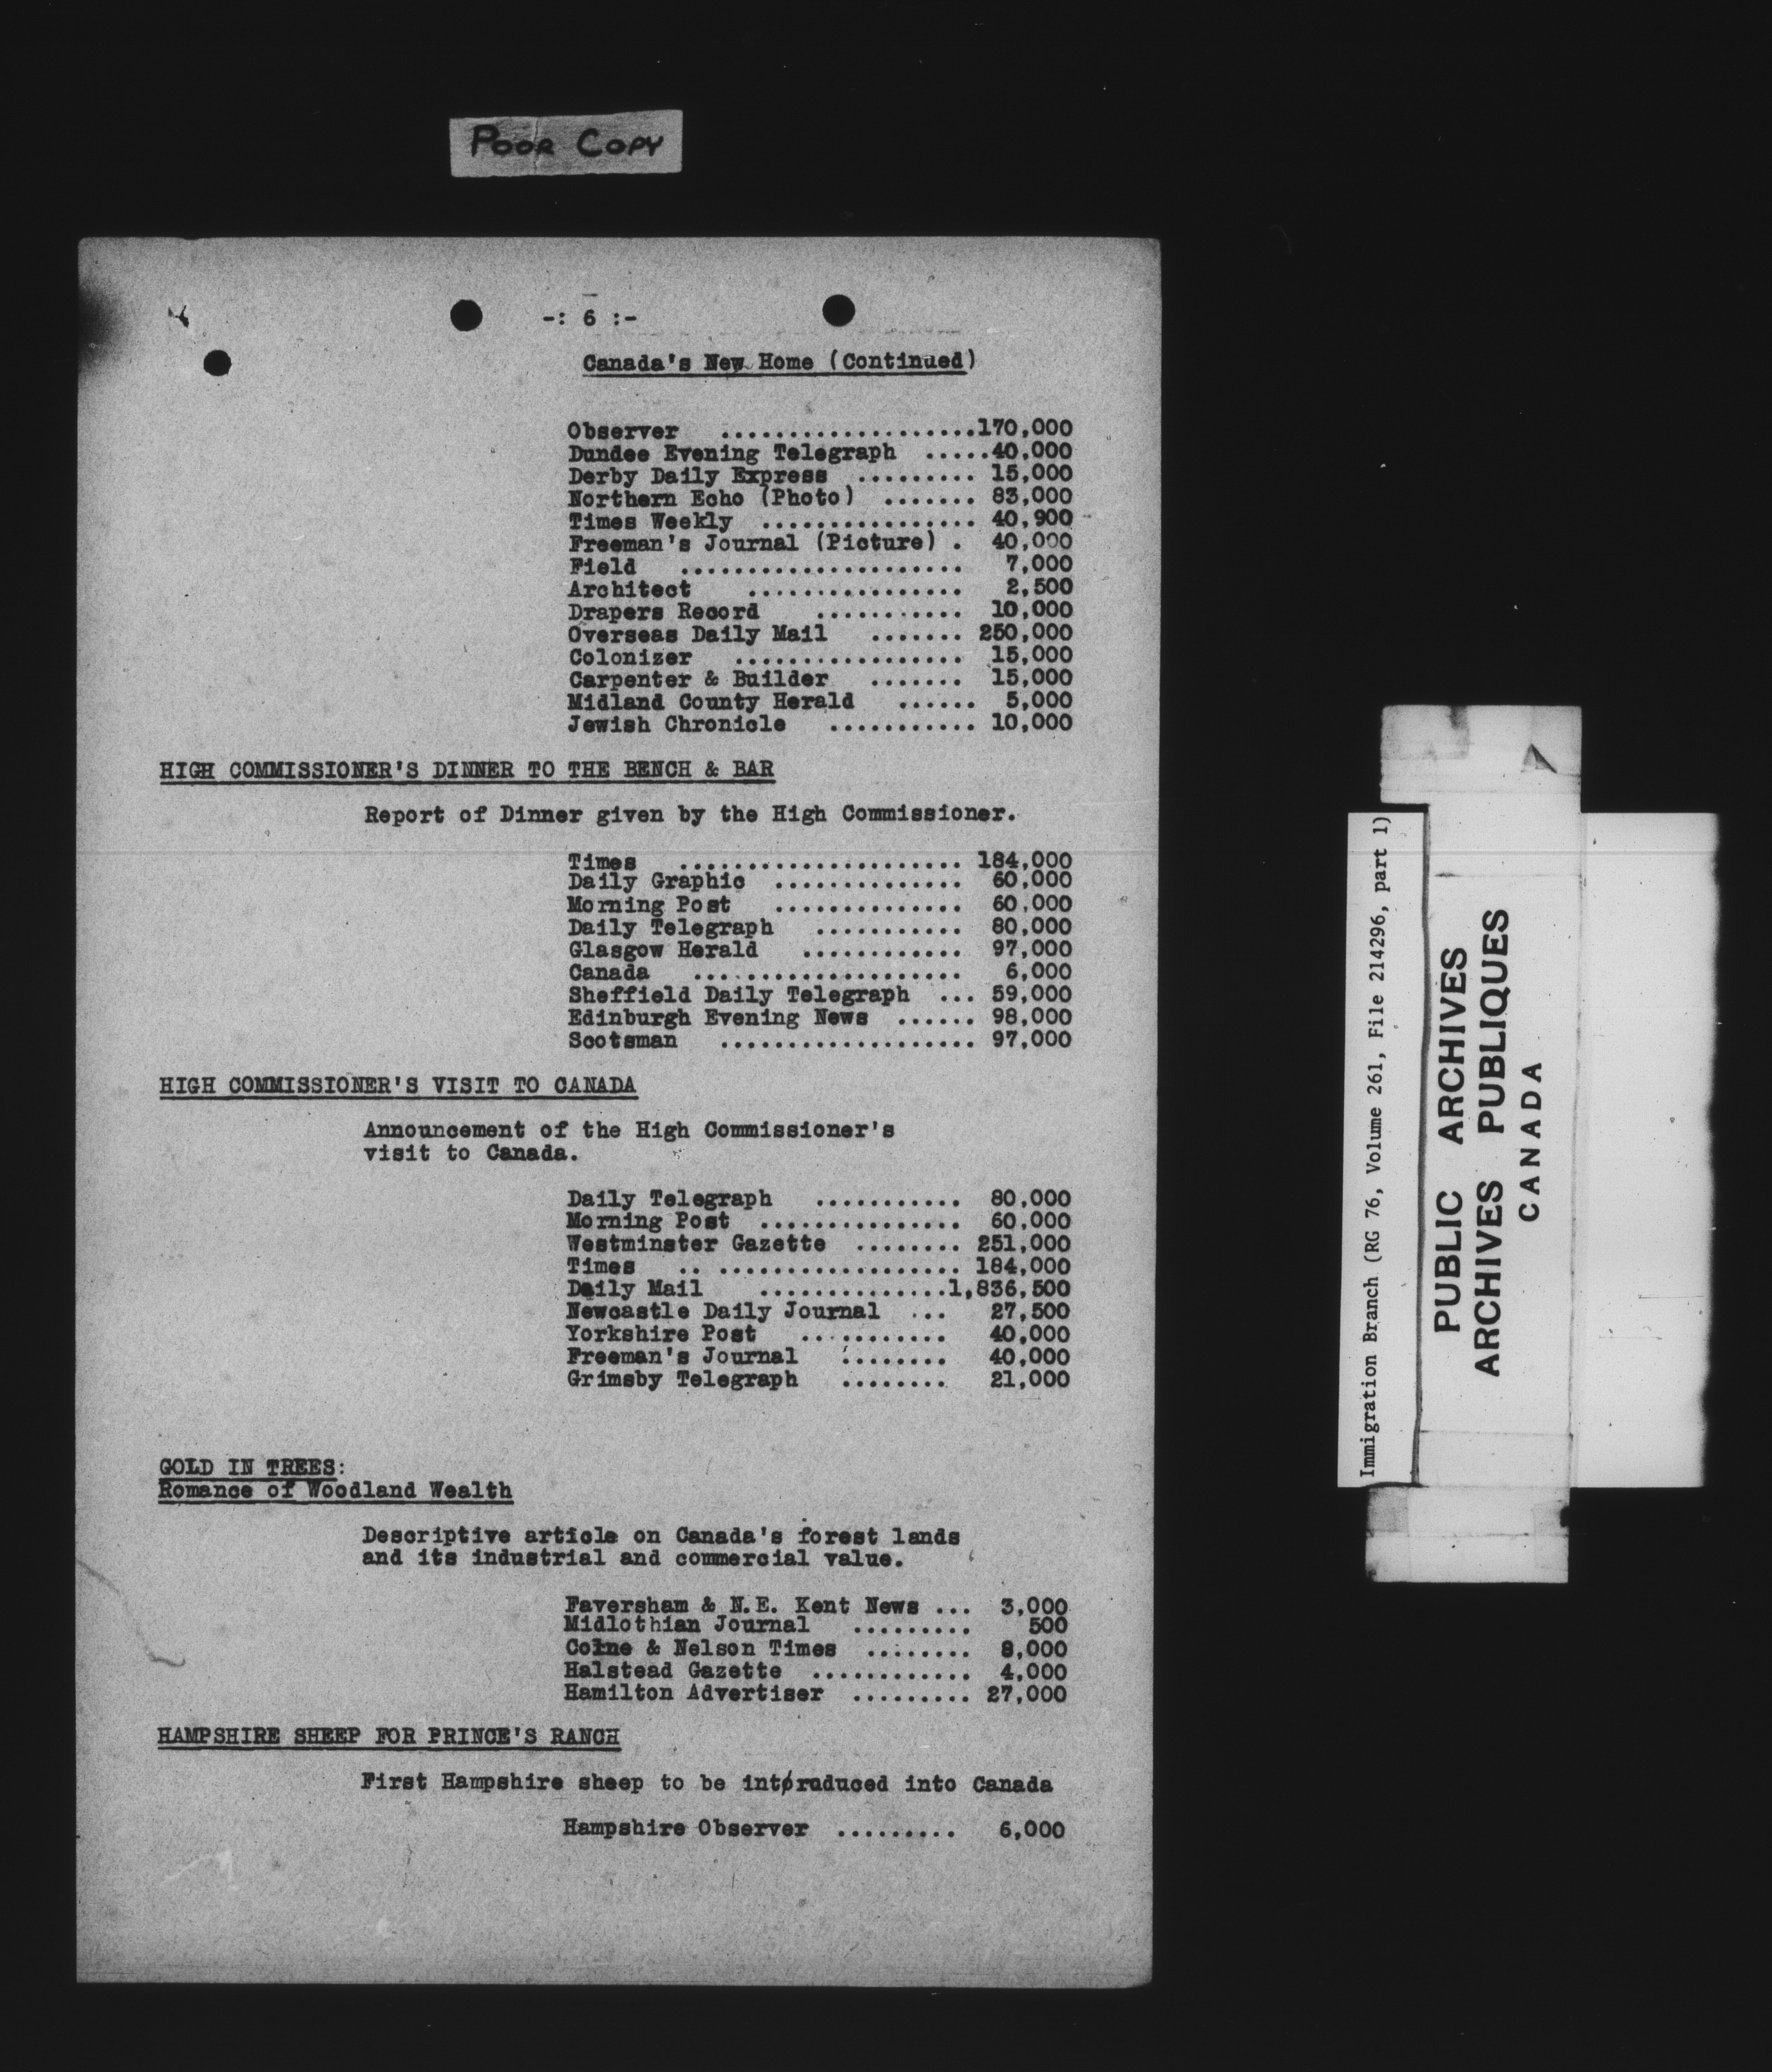 POOR COPY
-: 6 :-
Canada's New Home (Continued)
Observer ...................170,000
Dundee Evening Telegraph .....40,000
Derby Daily Express ......... 15,000
Northern Echo (Photo) ....... 83,000
Times Weekly ................ 40,900
Freeman's Journal (Picture) . 40,000
Field ..................... 7,000
Architect ................ 2,500
Drapers Record ........... 10,000
Overseas Daily Mail ....... 250,000
Colonizer ................. 15,000
Carpenter & Builder ....... 15,000
Midland County Herald ...... 5,000
Jewish Chronicle ........... 10,000
HIGH COMMISSIONER'S DINNER TO THE BENCH & BAR
Report of Dinner given by the High Commissioner.
Times ..................... 184,000
Daily Graphic .............. 60,000
Morning Post .............. 60,000
Daily Telegraph ........... 80,000
Glasgow Herald ............ 97,000
Canada .................... 6,000
Sheffield Daily Telegraph ... 59,000
Edinburgh Evening News ...... 98,000
Scotsman ................... 97,000
HIGH COMMISSIONER'S VISIT TO CANADA
Announcement of the High Commissioner's
visit to Canada.
Daily Telegraph ........... 80,000
Morning Post ............... 60,000
Westminster Gazette ........ 251,000
Times .. .................. 184,000
Daily Mail ..............1,836,500
Newcastle Daily Journal ... 27,500
Yorkshire Post ........... 40,000
Freeman's Journal ........ 40,000
Grimsby Telegraph ........ 21,000
GOLD IN TREES:
Romance of Woodland Wealth
Descriptive article on Canada's forest lands
and its industrial and commercial value.
Faversham & N.E. Kent News ... 3,000
Midlothian Journal ......... 500
Colne & Nelson Times ........ 8,000
Halstead Gazette ............ 4,000
Hamilton Advertiser ......... 27,000
HAMPSHIRE SHEEP FOR PRINCE'S RANCH
First Hampshire sheep to be intøruduced into Canada
Hampshire Observer ......... 6,000
Immigration Branch (RG 76, Volume 261, File 214296, part 1)
PUBLIC ARCHIVES
ARCHIVES PUBLIQUES
CANADA